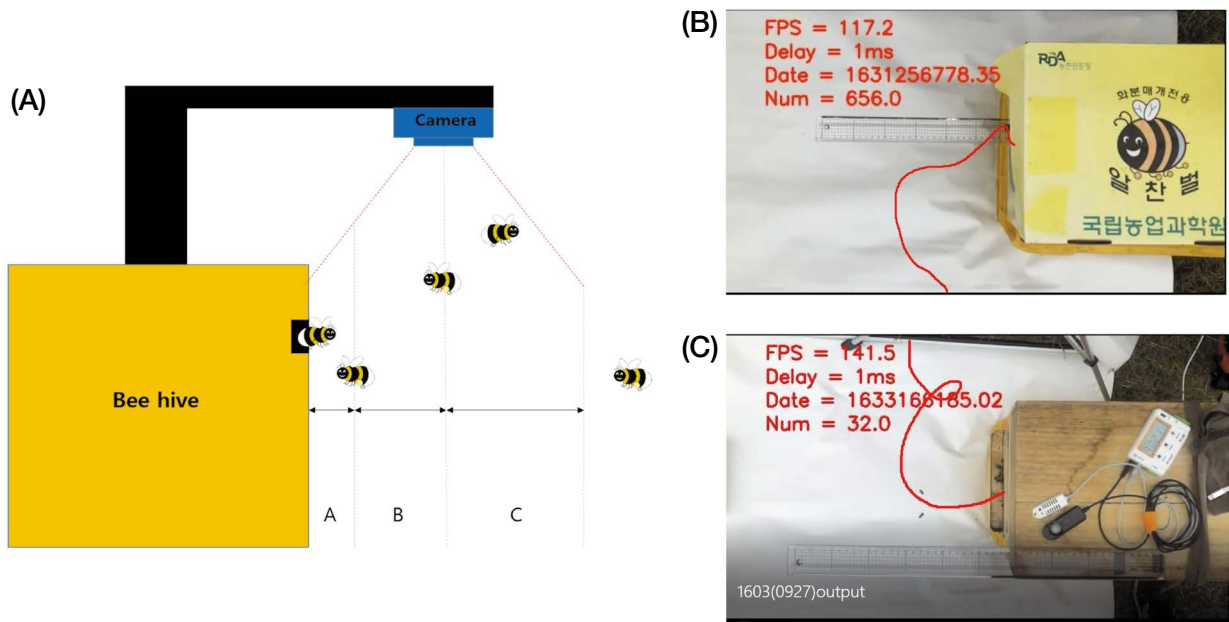 (A)
Camera
Bee hive
A
B
C
(B)
FPS = 117.2
Delay = 1ms
Date = 1631256778.35
Num = 656.0
RDA
화분매개전용
알찬벌
국립농업과학원
(C)
FPS = 141.5
Delay = 1ms
Date = 1633166185.02
Num = 32.0
1603(0927)output